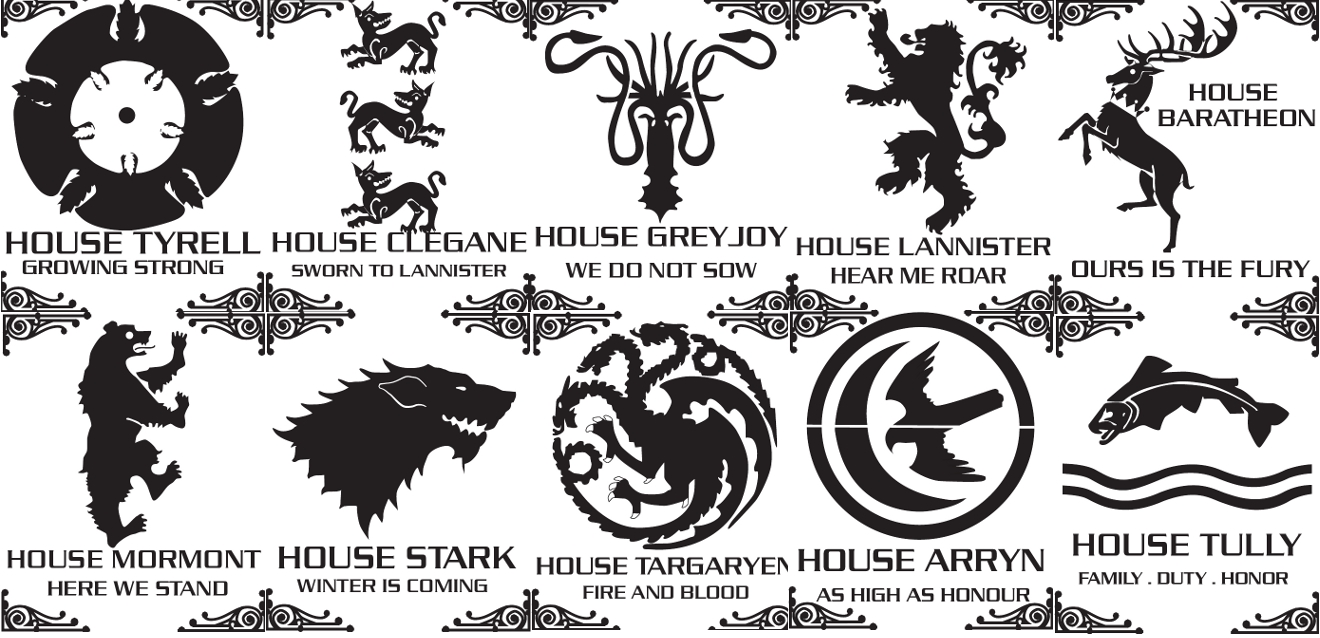 HOUSE TYRELL
GROWING STRONG
HOUSE CLEGANE
SWORN TO LANNISTER
HOUSE GREYJOY
WE DO NOT SOW
HOUSE LANNISTER
HEAR ME ROAR
HOUSE
BARATHEON
OURS IS THE FURY
HOUSE MORMONT
HERE WE STAND
HOUSE STARK
WINTER IS COMING
HOUSE TARGARYEN
FIRE AND BLOOD
HOUSE ARRYN
AS HIGH AS HONOUR
HOUSE TULLY
FAMILY . DUTY . HONOR